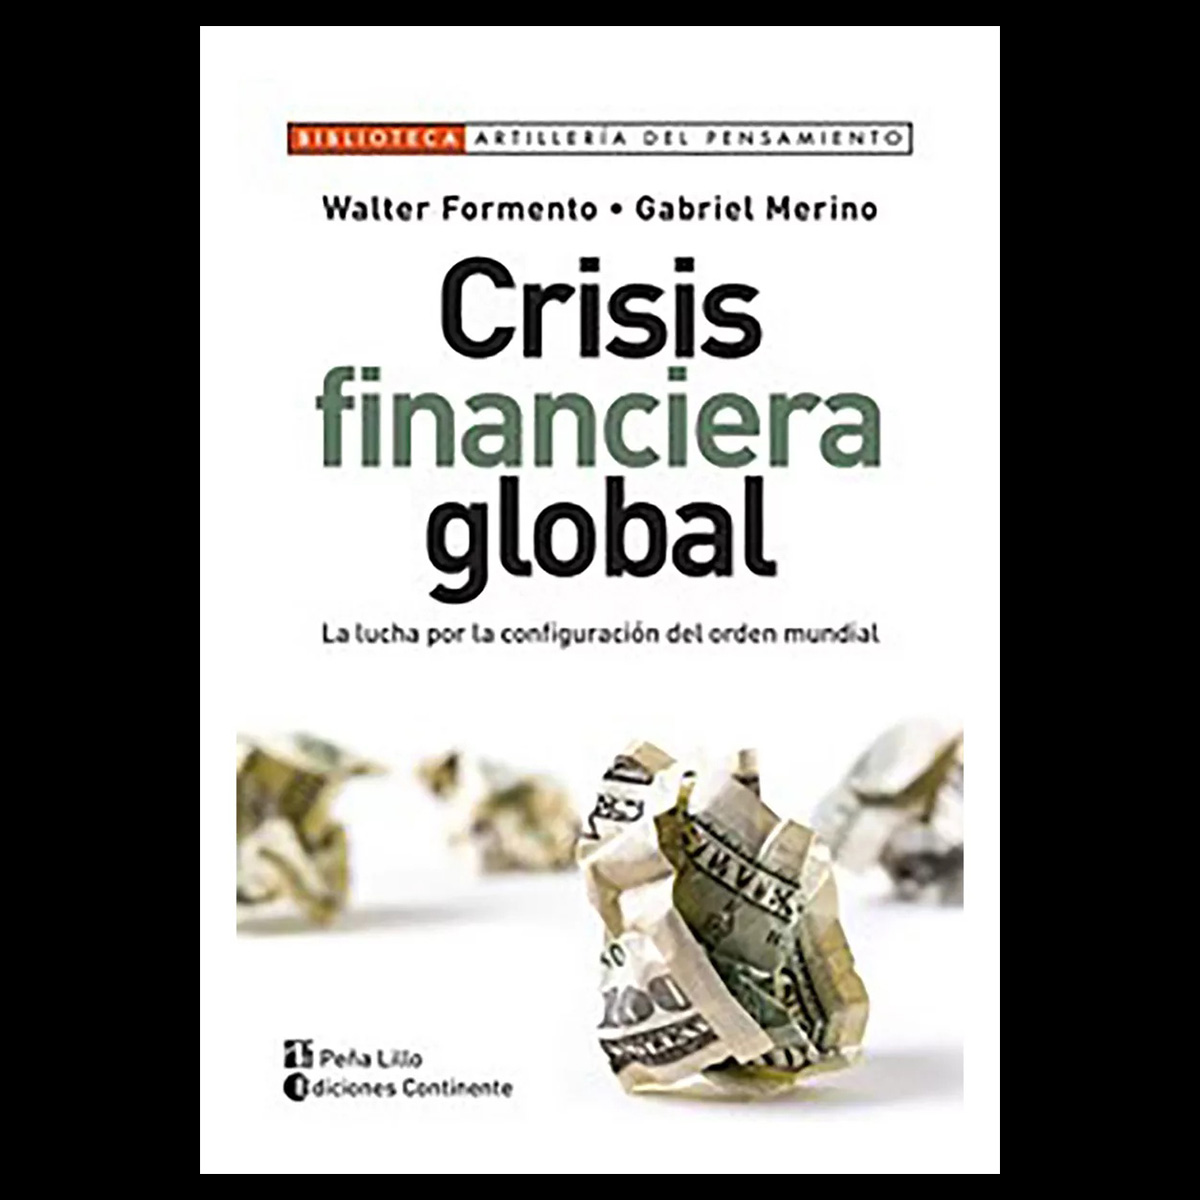 BIBLIOTECA ARTILLERÍA DEL PENSAMIENTO
Walter Formento • Gabriel Merino
Crisis
financiera
global
La lucha por la configuración del orden mundial
100
Peña Lillo
Ediciones Continente